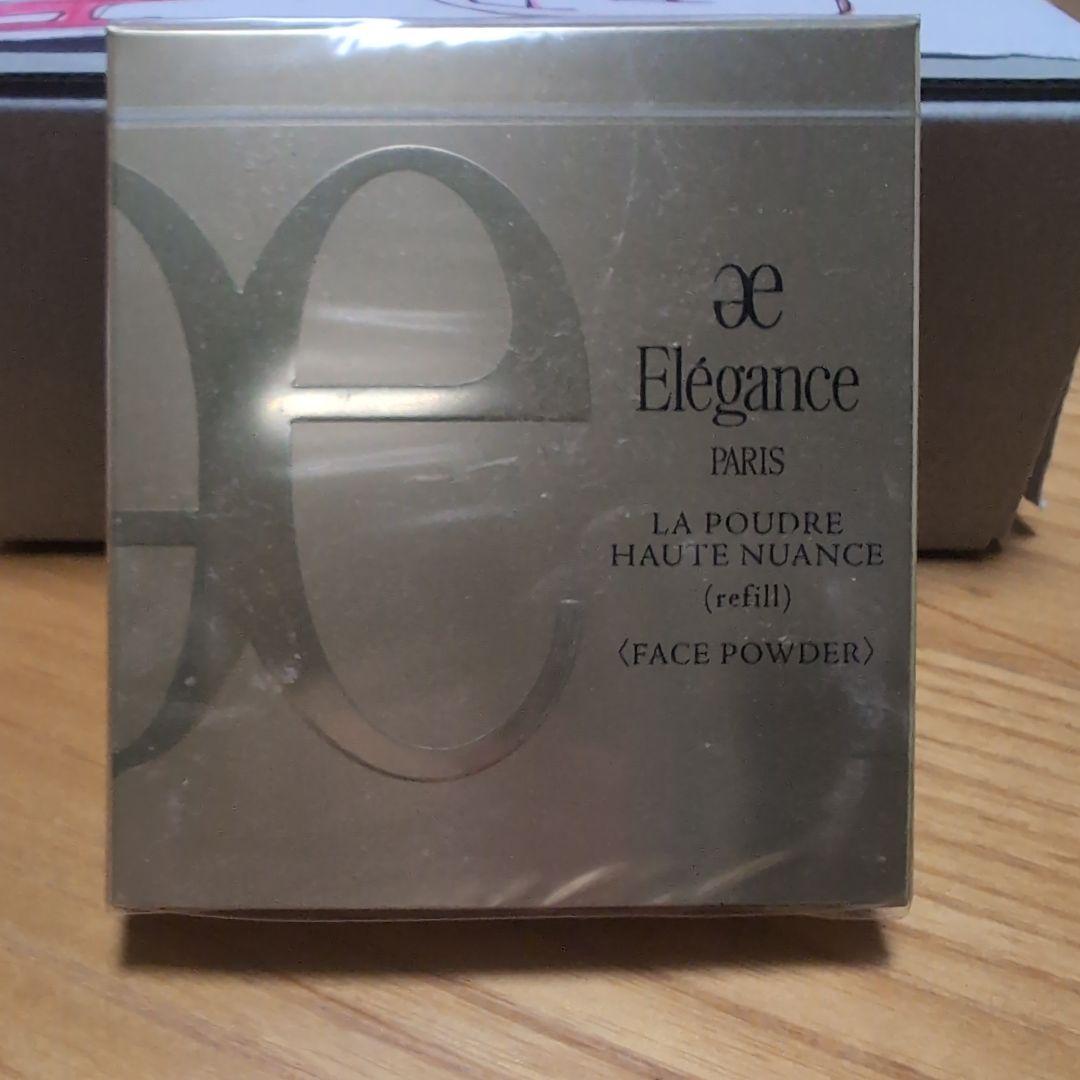 Elégance
PARIS
LA POUDRE
HAUTE NUANCE
(refill)
〈FACE POWDER〉